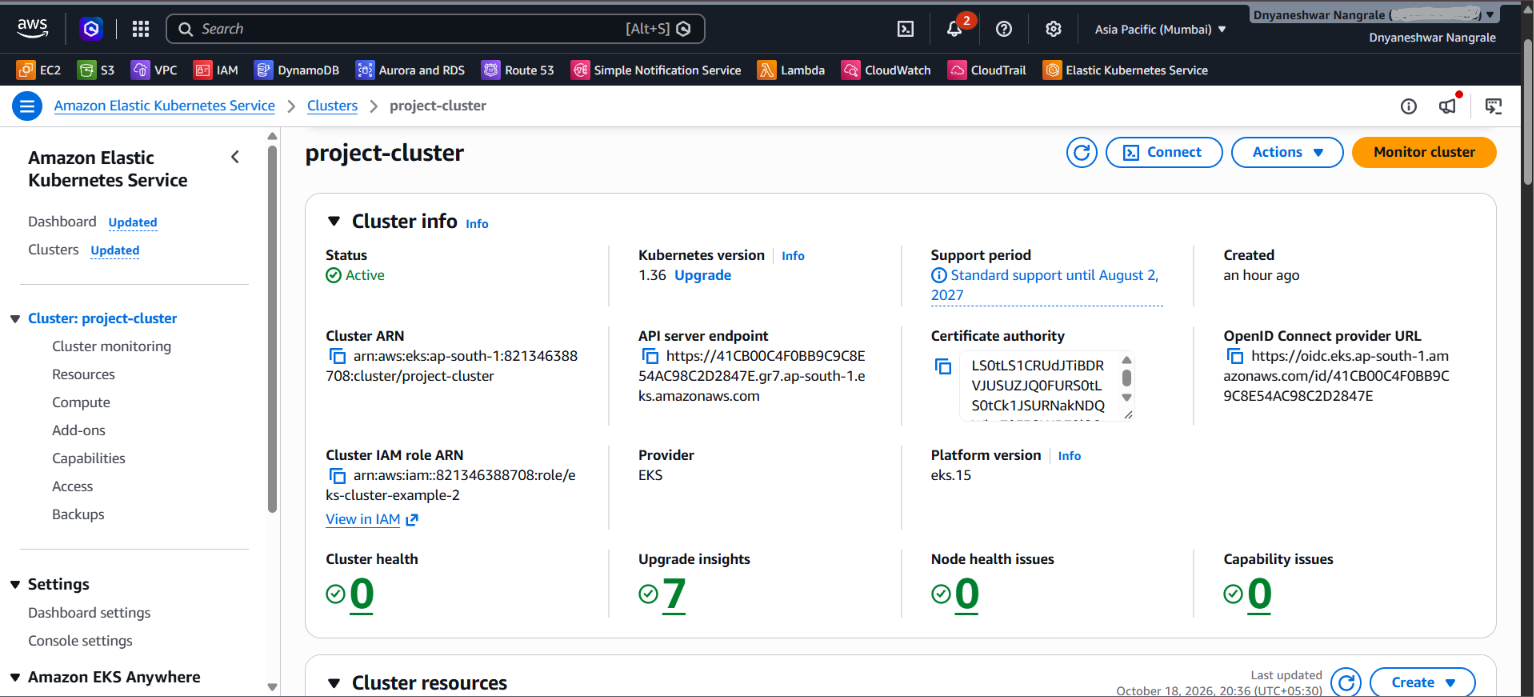 aws
Search
[Alt+S]
2
Asia Pacific (Mumbai)
Dnyaneshwar Nangrale (
Dnyaneshwar Nangrale
EC2
S3
VPC
IAM
DynamoDB
Aurora and RDS
Route 53
Simple Notification Service
Lambda
CloudWatch
CloudTrail
Elastic Kubernetes Service
Amazon Elastic Kubernetes Service
Clusters
project-cluster
Amazon Elastic
Kubernetes Service
Dashboard Updated
Clusters Updated
Cluster: project-cluster
Cluster monitoring
Resources
Compute
Add-ons
Capabilities
Access
Backups
Settings
Dashboard settings
Console settings
Amazon EKS Anywhere
project-cluster
Connect
Actions
Monitor cluster
Cluster info Info
Status
Active
Kubernetes version Info
1.36 Upgrade
Support period
Standard support until August 2,
2027
Created
an hour ago
Cluster ARN
arn:aws:eks:ap-south-1:821346388
708:cluster/project-cluster
API server endpoint
https://41CB00C4F0BB9C9C8E
54AC98C2D2847E.gr7.ap-south-1.e
ks.amazonaws.com
Certificate authority
LS0tLS1CRUdJTiBDR
VJUSUZJQ0FURS0tL
S0tCk1JSURNakNDQ
OpenID Connect provider URL
https://oidc.eks.ap-south-1.am
azonaws.com/id/41CB00C4F0BB9C
9C8E54AC98C2D2847E
Cluster IAM role ARN
arn:aws:iam::821346388708:role/e
ks-cluster-example-2
View in IAM
Provider
EKS
Platform version Info
eks.15
Cluster health
0
Upgrade insights
7
Node health issues
0
Capability issues
0
Cluster resources
Last updated
October 18, 2026, 20:36 (UTC+05:30)
Create